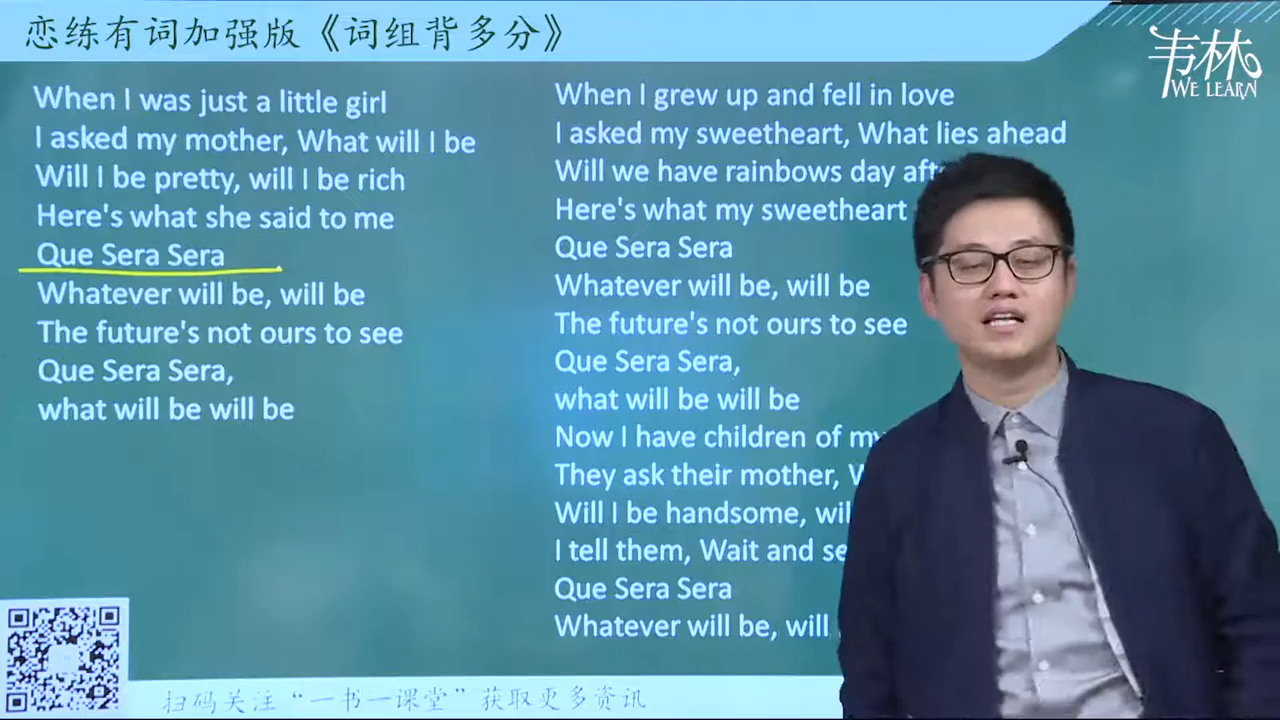 恋练有词加强版《词组背多分》
韦林
WE LEARN
When I was just a little girl
I asked my mother, What will I be
Will I be pretty, will I be rich
Here's what she said to me
Que Sera Sera
Whatever will be, will be
The future's not ours to see
Que Sera Sera,
what will be will be
When I grew up and fell in love
I asked my sweetheart, What lies ahead
Will we have rainbows day
Here's what my sweetheart
Que Sera Sera
Whatever will be, will be
The future's not ours to see
Que Sera Sera,
what will be will be
Now I have children of
They ask their mother,
Will I be handsome,
I tell them, Wait and
Que Sera Sera
Whatever will be, will
扫码关注“一书一课堂”获取更多资讯